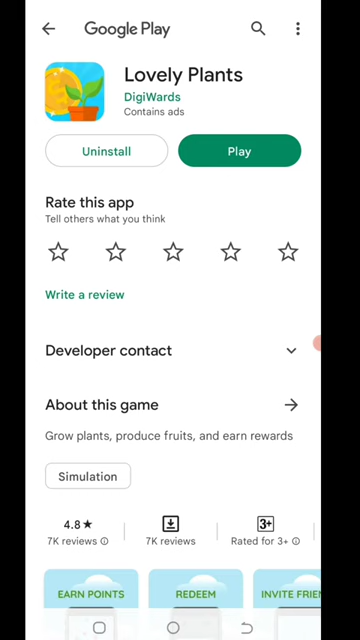 Google Play
Lovely Plants
DigiWards
Contains ads
Uninstall
Play
Rate this app
Tell others what you think
Write a review
Developer contact
About this game
Grow plants, produce fruits, and earn rewards
Simulation
4.8★
7K reviews
7K reviews
3+
Rated for 3+
EARN POINTS
REDEEM
INVITE FRIEN